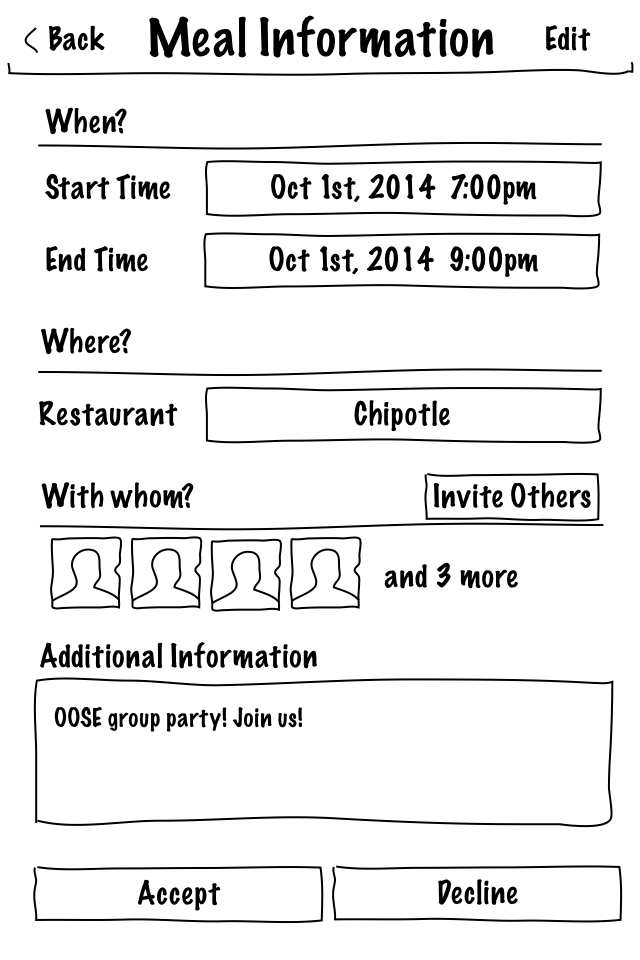 Back Meal Information Edit
When?
Start Time Oct 1st, 2014 7:00pm
End Time Oct 1st, 2014 9:00pm
Where?
Restaurant Chipotle
With whom? Invite Others
and 3 more
Additional Information
OOSE group party! Join us!
Accept Decline